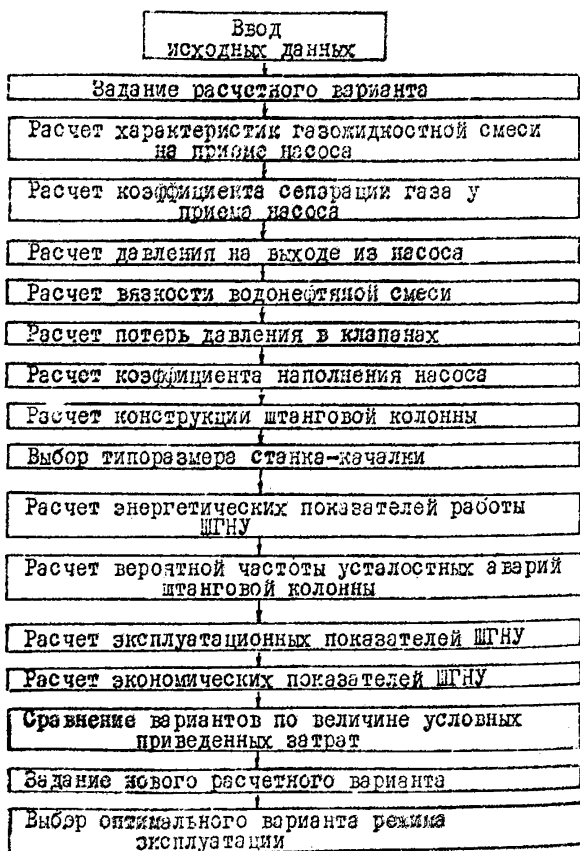 Ввод
исходных данных
Задание расчетного варианта
Расчет характеристик газожидкостной смеси
на приеме насоса
Расчет коэффициента сепарации газа у
приема насоса
Расчет давления на выходе из насоса
Расчет вязкости водонефтяной смеси
Расчет потерь давления в клапанах
Расчет коэффициента наполнения насоса
Расчет конструкции штанговой колонны
Выбор типоразмера станка-качалки
Расчет энергетических показателей работы
ШГНУ
Расчет вероятной частоты усталостных аварий
штанговой колонны
Расчет эксплуатационных показателей ШГНУ
Расчет экономических показателей ШГНУ
Сравнение вариантов по величине условных
приведенных затрат
Задание нового расчетного варианта
Выбор оптимального варианта режима
эксплуатации